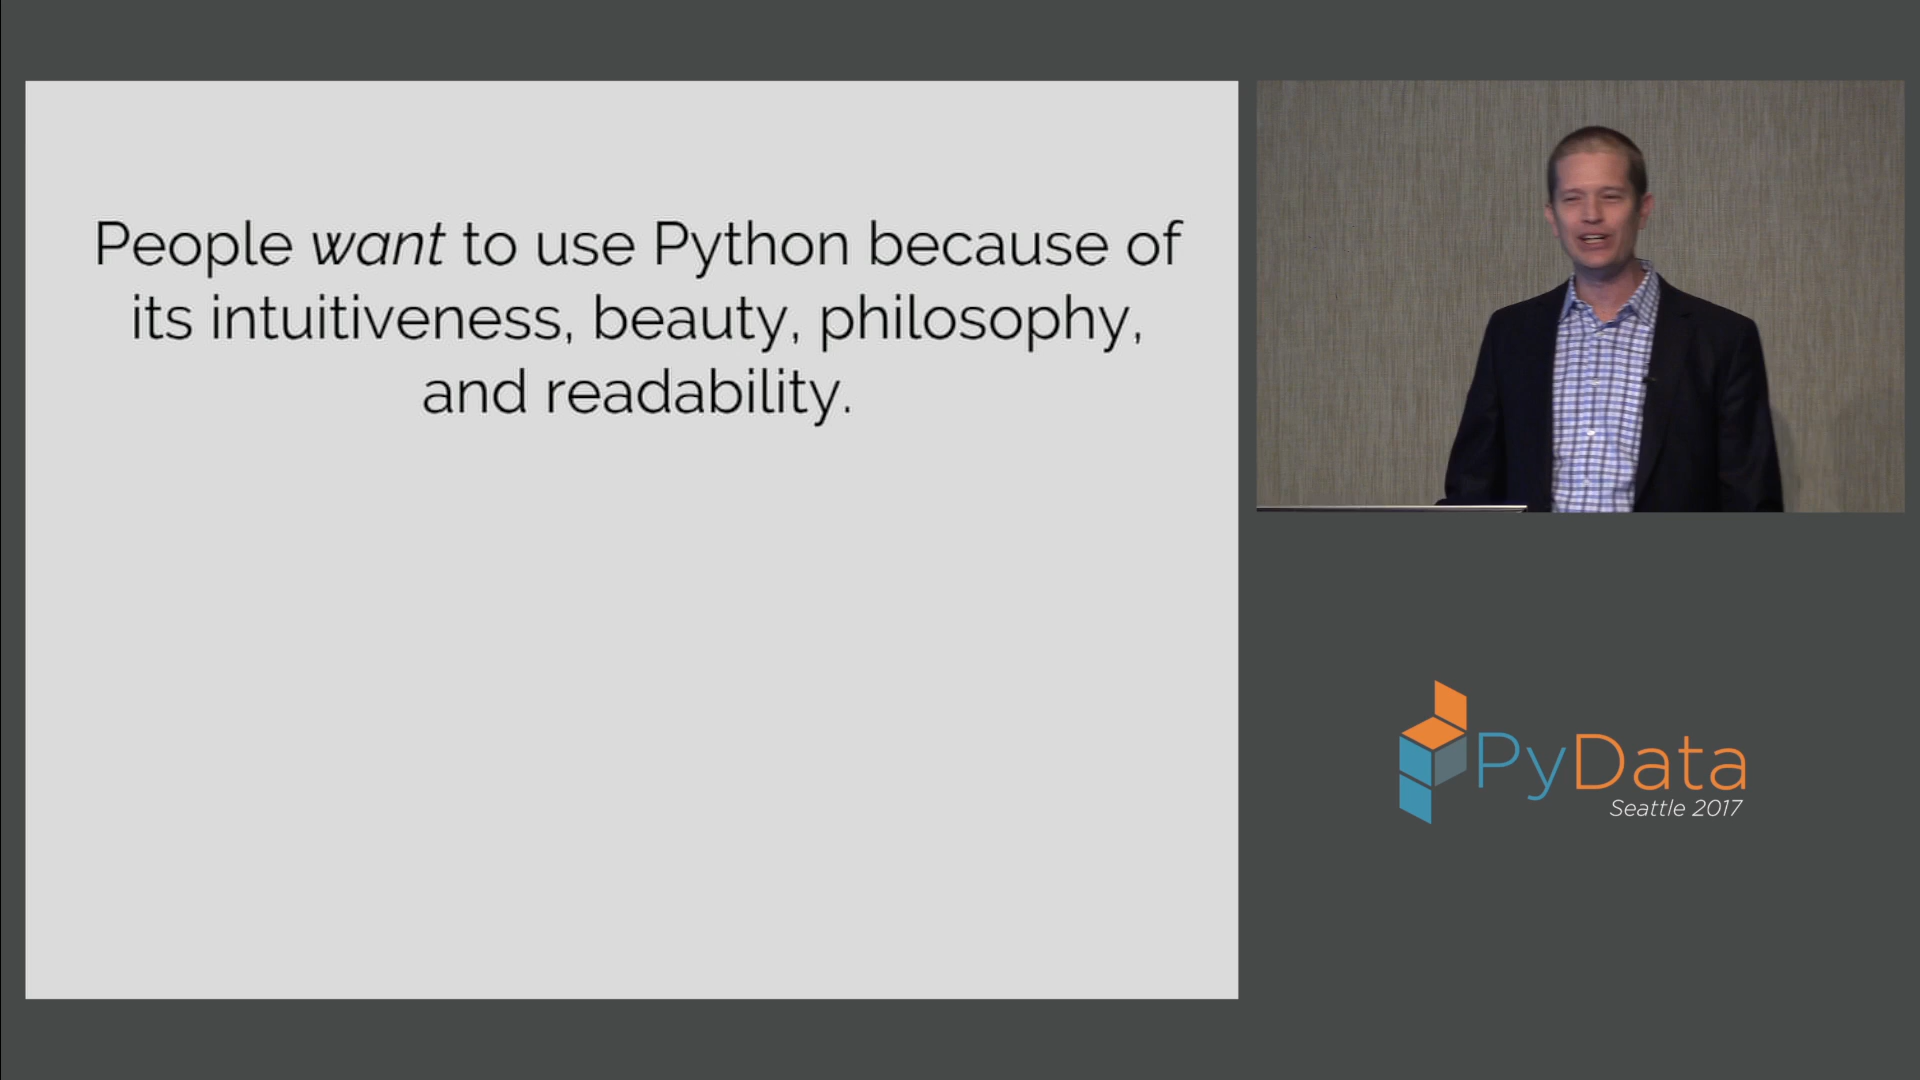 People want to use Python because of
its intuitiveness, beauty, philosophy,
and readability.
PyData
Seattle 2017